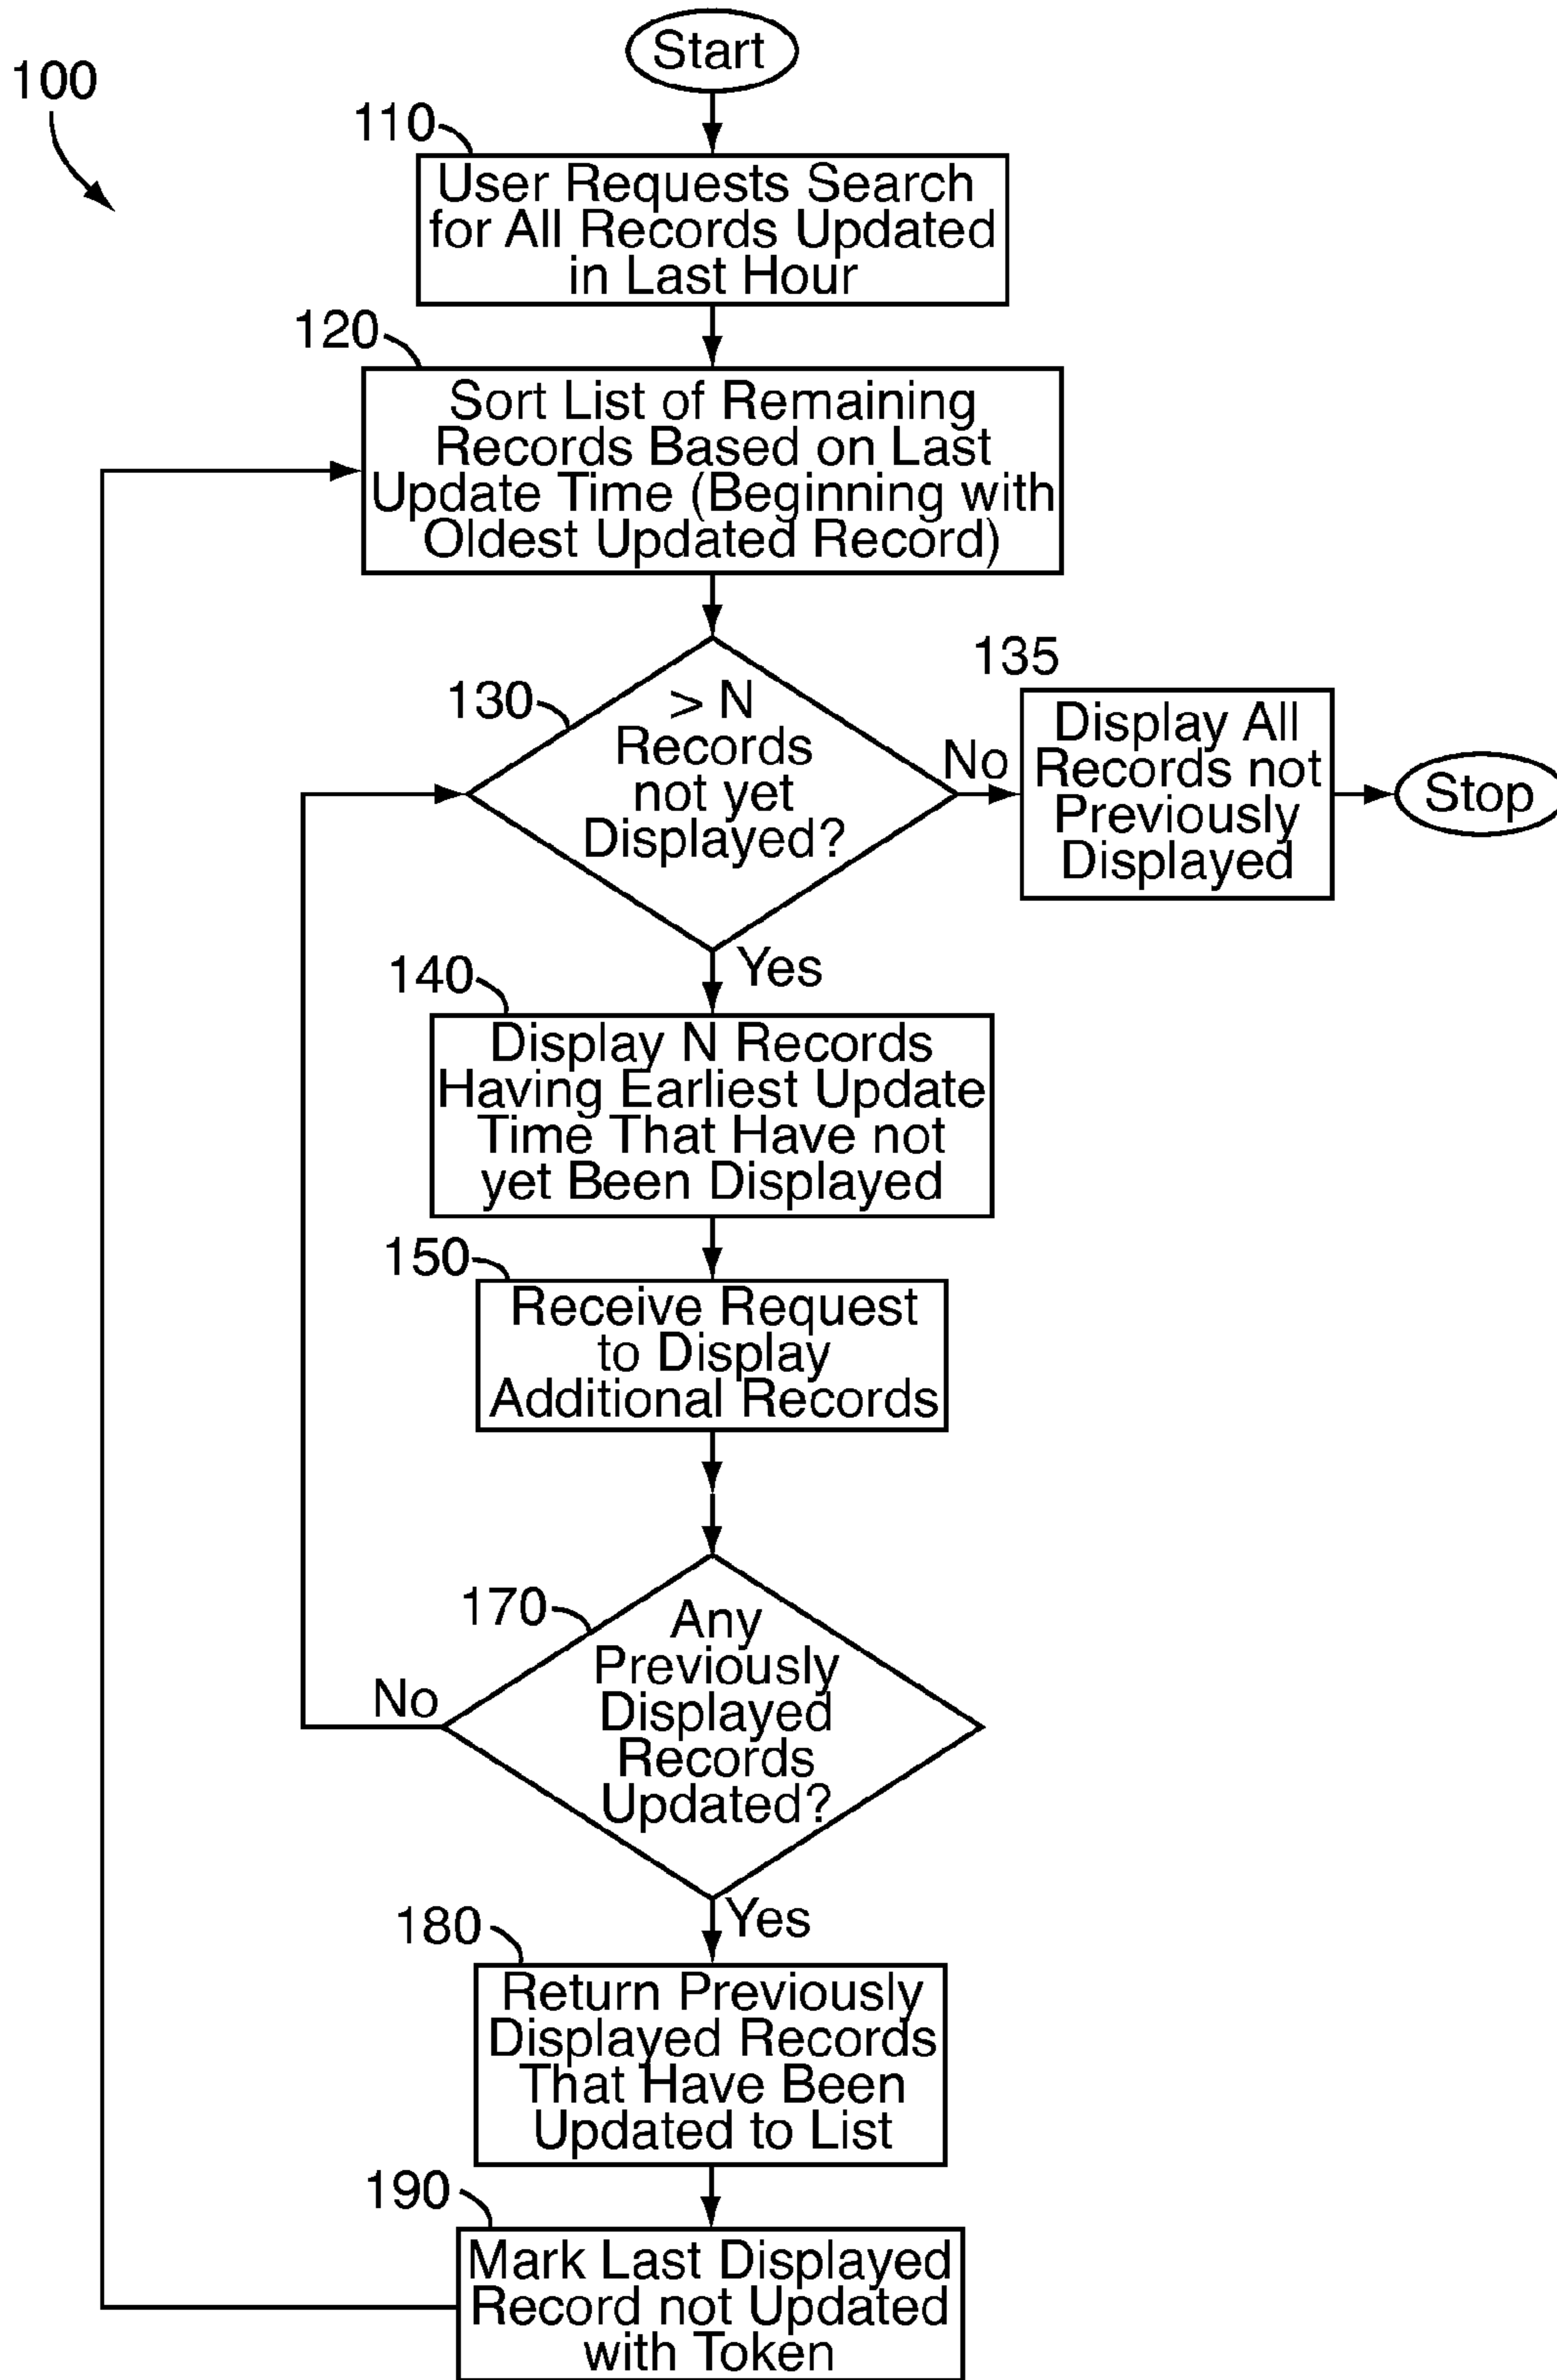 Start
100
110
User Requests Search
for All Records Updated
in Last Hour
120
Sort List of Remaining
Records Based on Last
Update Time (Beginning with
Oldest Updated Record)
130
> N
Records
not yet
Displayed?
No
135
Display All
Records not
Previously
Displayed
Stop
Yes
140
Display N Records
Having Earliest Update
Time That Have not
yet Been Displayed
150
Receive Request
to Display
Additional Records
170
Any
Previously
Displayed
Records
Updated?
No
Yes
180
Return Previously
Displayed Records
That Have Been
Updated to List
190
Mark Last Displayed
Record not Updated
with Token